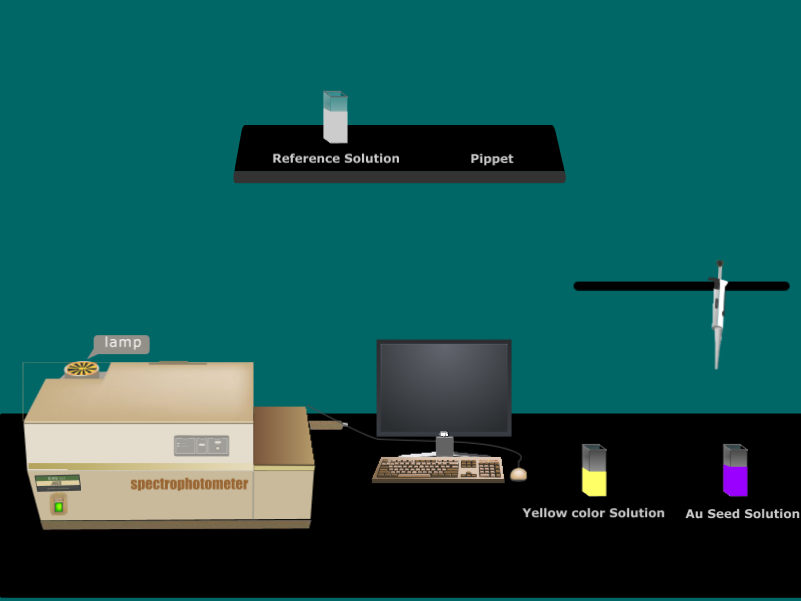 Reference Solution
Pippet
lamp
spectrophotometer
Yellow color Solution
Au Seed Solution